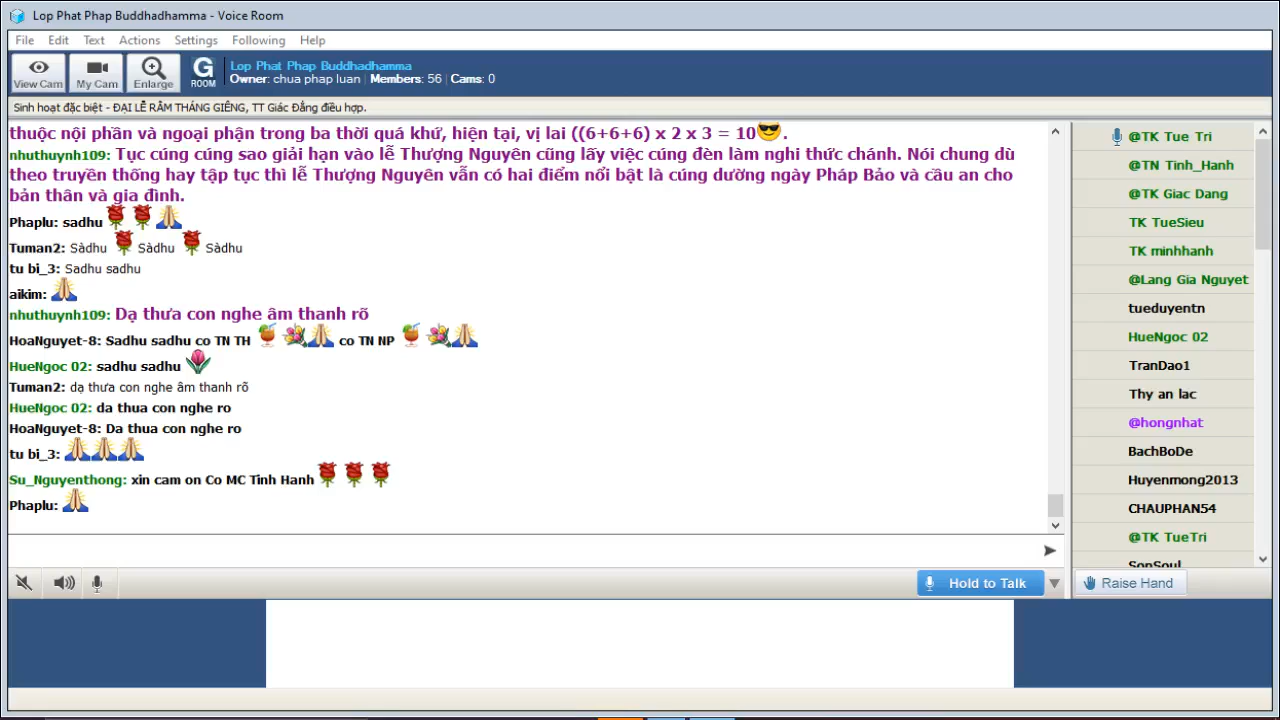 Lop Phat Phap Buddhadhamma - Voice Room
File Edit Text Actions Settings Following Help
View Cam My Cam Enlarge
G ROOM
Lop Phat Phap Buddhadhamma
Owner: chua phap luan Members: 56 Cams: 0
Sinh hoạt đặc biệt - ĐẠI LỄ RẰM THÁNG GIÊNG, TT Giác Đẳng điều hợp.
thuộc nội phần và ngoại phận trong ba thời quá khứ, hiện tại, vị lai ((6+6+6) x 2 x 3 = 10😎.
nhuthuynh109: Tục cúng cúng sao giải hạn vào lễ Thượng Nguyên cũng lấy việc cúng đèn làm nghi thức chánh. Nói chung dù
theo truyền thống hay tập tục thì lễ Thượng Nguyên vẫn có hai điểm nổi bật là cúng dường ngày Pháp Bảo và cầu an cho
bản thân và gia đình.
Phaplu: sadhu
Tuman2: Sàdhu Sàdhu Sàdhu
tu bi_3: Sadhu sadhu
aikim:
nhuthuynh109: Dạ thưa con nghe âm thanh rõ
HoaNguyet-8: Sadhu sadhu co TN TH co TN NP
HueNgoc 02: sadhu sadhu
Tuman2: dạ thưa con nghe âm thanh rõ
HueNgoc 02: da thua con nghe ro
HoaNguyet-8: Da thua con nghe ro
tu bi_3:
Su_Nguyenthong: xin cam on Co MC Tinh Hanh
Phaplu:
Hold to Talk
@TK Tue Tri
@TN Tinh_Hanh
@TK Giac Dang
TK TueSieu
TK minhhanh
@Lang Gia Nguyet
tueduyentn
HueNgoc 02
TranDao1
Thy an lac
@hongnhat
BachBoDe
Huyenmong2013
CHAUPHAN54
@TK TueTri
SonSoul
Raise Hand